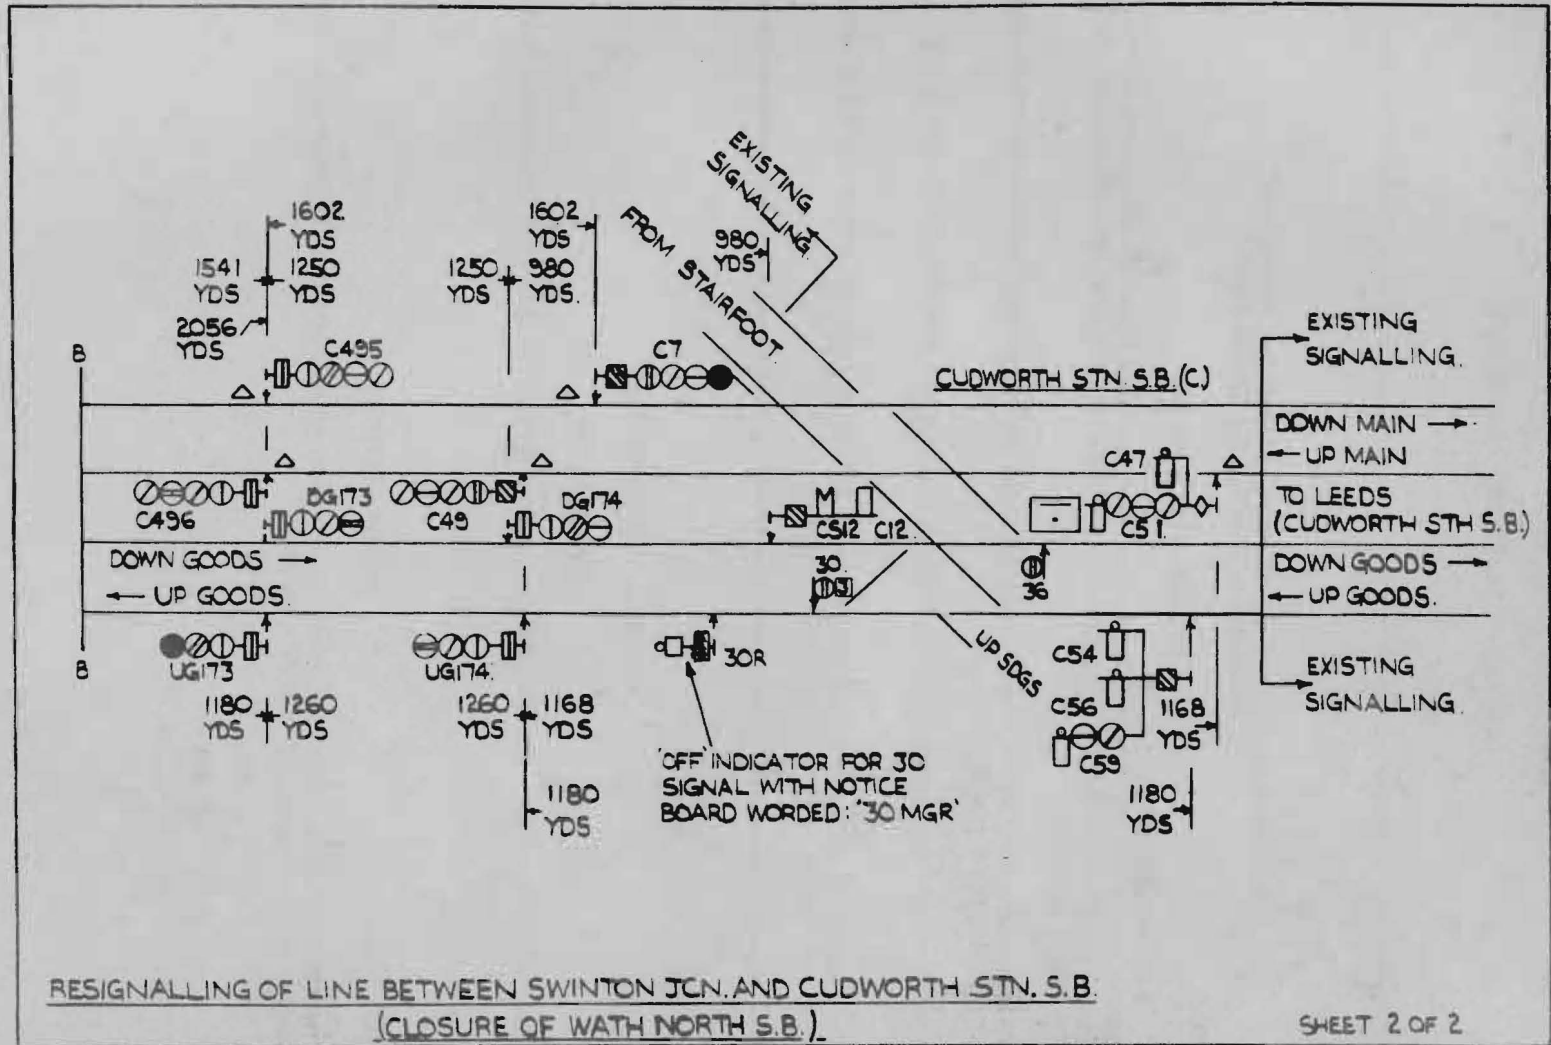 EXISTING
SIGNALLING.
FROM STAIRFOOT
1602
YDS
1541
YDS
1250
YDS
2056
YDS
1250
YDS
1602
YDS
980
YDS.
980
YDS
B
C495
C7
CUDWORTH STN. S.B.(C.)
EXISTING
SIGNALLING.
DOWN MAIN
UP MAIN
C47
C496
DG173
C49
DG174
M
CS12 C12
C51
TO LEEDS
(CUDWORTH STH S.B.)
DOWN GOODS
UP GOODS.
30
36
DOWN GOODS
UP GOODS.
B
UG173
UG174.
30R
UP SDGS
C54
C56
C59
EXISTING
SIGNALLING.
1180
YDS
1260
YDS
1260
YDS
1168
YDS
1168
YDS
1180
YDS
1180
YDS
'OFF' INDICATOR FOR 30
SIGNAL WITH NOTICE
BOARD WORDED: '30 MGR'
RESIGNALLING OF LINE BETWEEN SWINTON JCN. AND CUDWORTH STN. S.B.
(CLOSURE OF WATH NORTH S.B.)
SHEET 2 OF 2